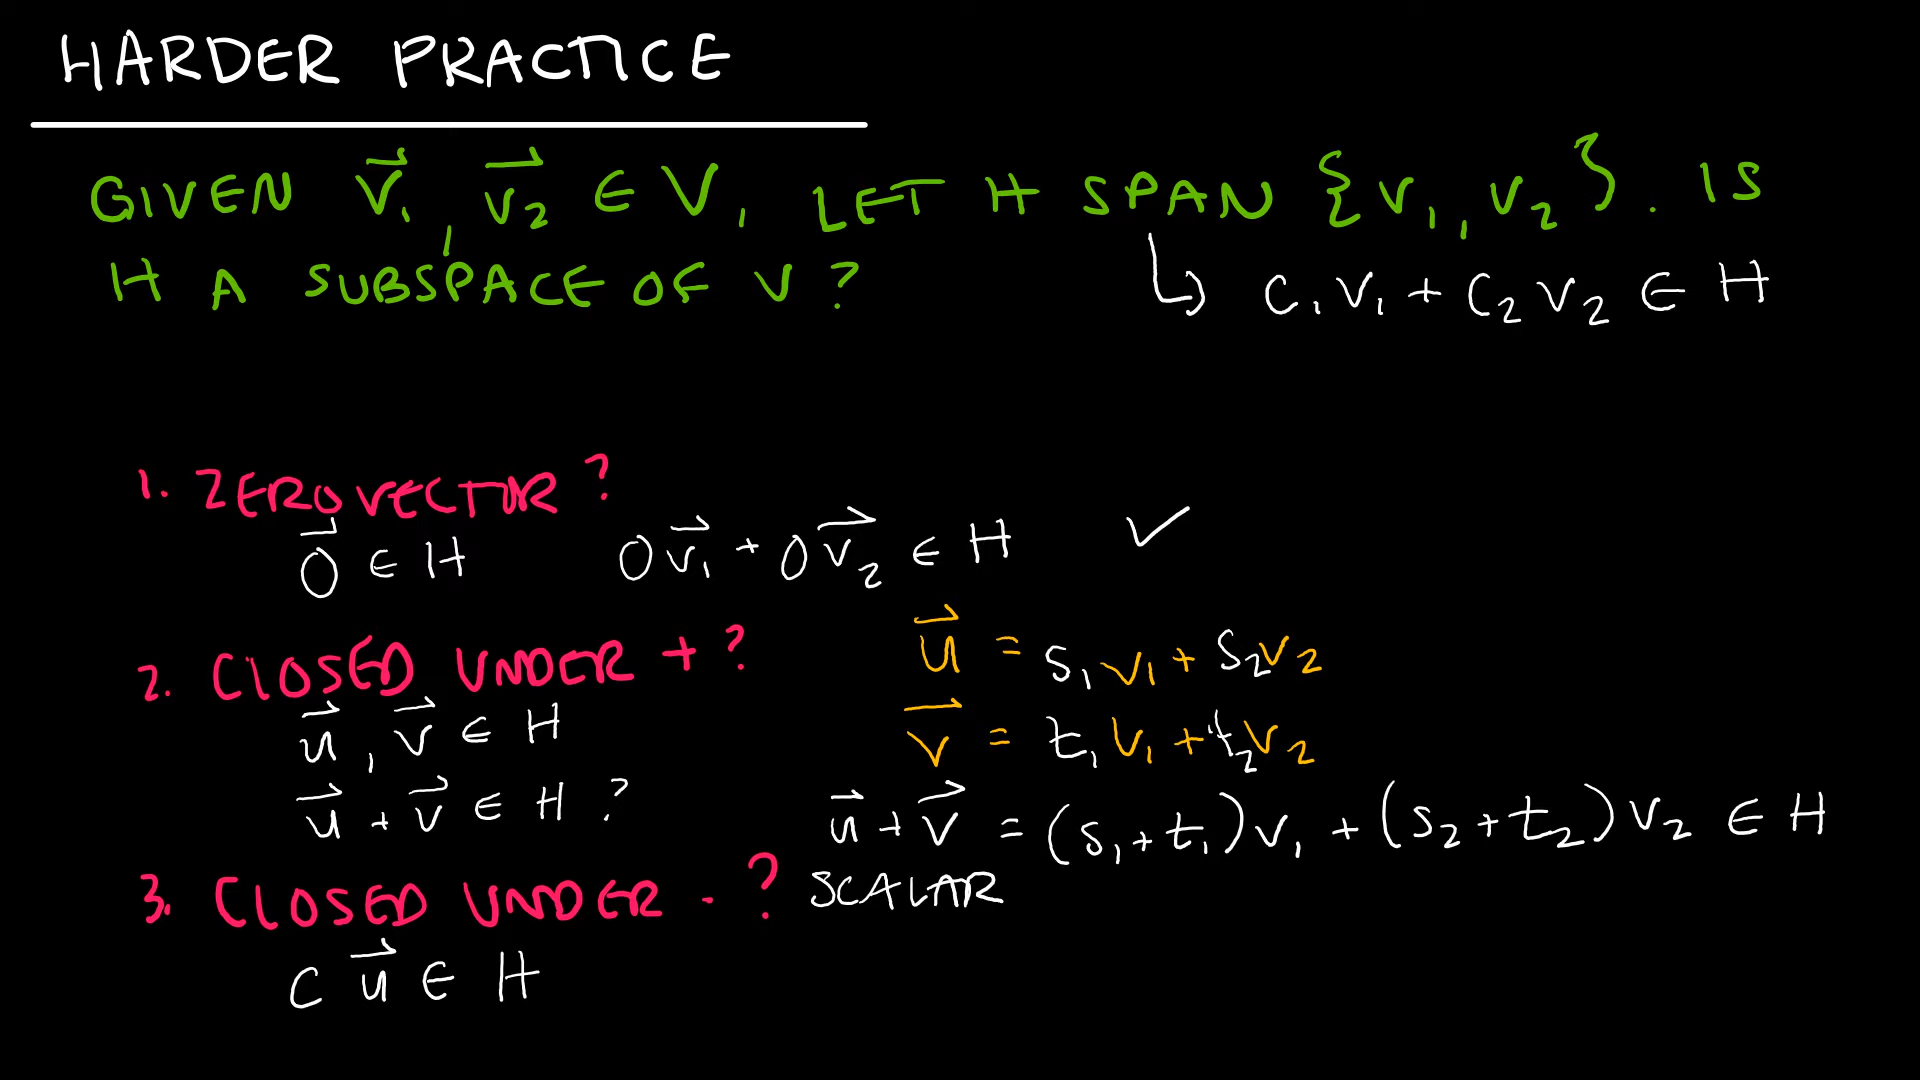 HARDER PRACTICE
GIVEN v⃗₁, v⃗₂ ∈ V, LET H SPAN {v₁, v₂}. IS
H A SUBSPACE OF V?
↳ c₁v₁ + c₂v₂ ∈ H
1. ZERO VECTOR?
0⃗ ∈ H 0v⃗₁ + 0v⃗₂ ∈ H ✓
2. CLOSED UNDER + ?
u⃗, v⃗ ∈ H
u⃗ + v⃗ ∈ H ?
u⃗ = s₁v₁ + s₂v₂
v⃗ = t₁v₁ + t₂v₂
u⃗ + v⃗ = (s₁+t₁)v₁ + (s₂+t₂)v₂ ∈ H
3. CLOSED UNDER · ? SCALAR
c u⃗ ∈ H